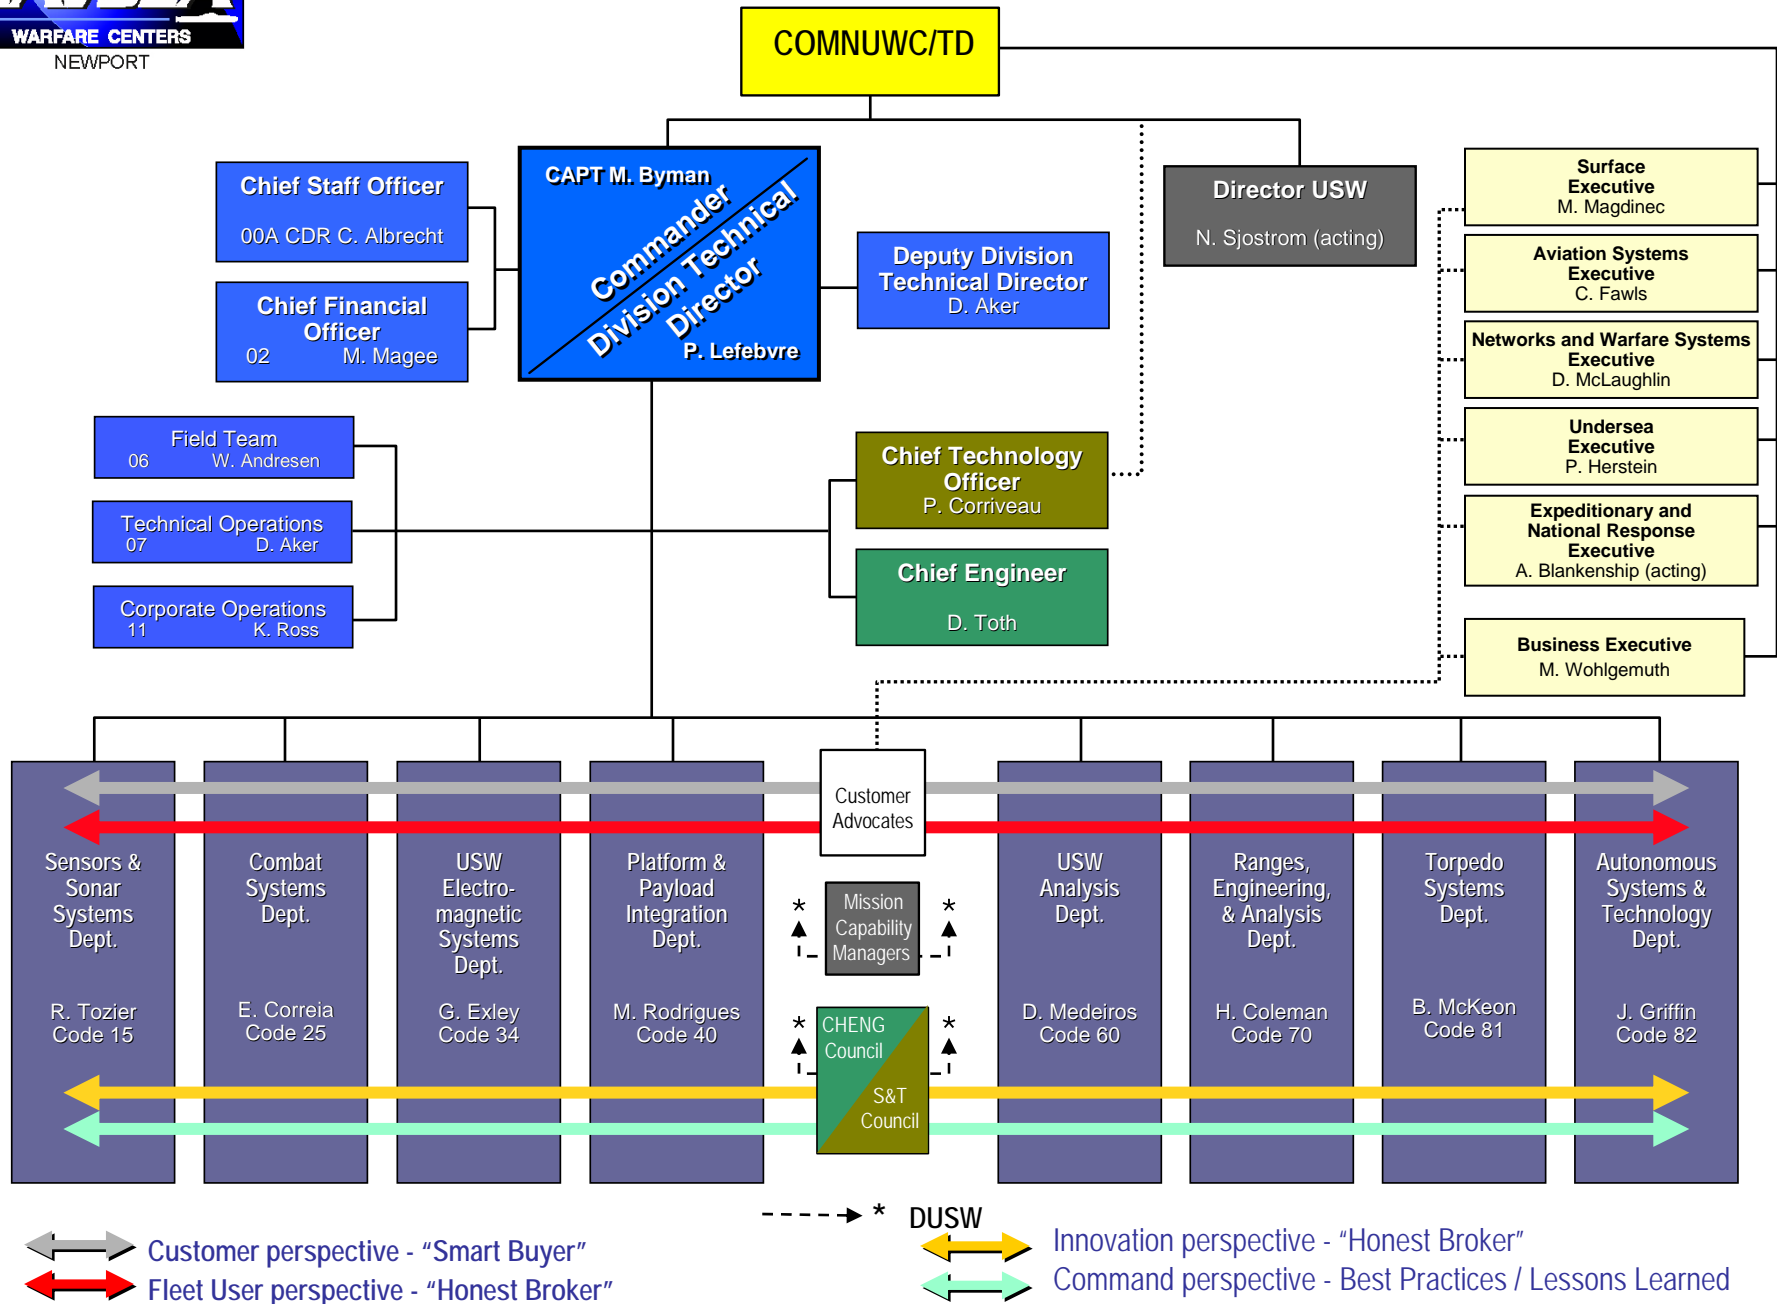 WARFARE CENTERS
NEWPORT
COMNUWC/TD
Chief Staff Officer
00A CDR C. Albrecht
Chief Financial
Officer
02 M. Magee
CAPT M. Byman
Commander
Division Technical
Director
P. Lefebvre
Deputy Division
Technical Director
D. Aker
Director USW
N. Sjostrom (acting)
Surface
Executive
M. Magdinec
Aviation Systems
Executive
C. Fawls
Networks and Warfare Systems
Executive
D. McLaughlin
Undersea
Executive
P. Herstein
Expeditionary and
National Response
Executive
A. Blankenship (acting)
Business Executive
M. Wohlgemuth
Field Team
06 W. Andresen
Technical Operations
07 D. Aker
Corporate Operations
11 K. Ross
Chief Technology
Officer
P. Corriveau
Chief Engineer
D. Toth
Sensors &
Sonar
Systems
Dept.
R. Tozier
Code 15
Combat
Systems
Dept.
E. Correia
Code 25
USW
Electro-
magnetic
Systems
Dept.
G. Exley
Code 34
Platform &
Payload
Integration
Dept.
M. Rodrigues
Code 40
Customer
Advocates
* Mission *
Capability
Managers
* CHENG *
Council
S&T
Council
USW
Analysis
Dept.
D. Medeiros
Code 60
Ranges,
Engineering,
& Analysis
Dept.
H. Coleman
Code 70
Torpedo
Systems
Dept.
B. McKeon
Code 81
Autonomous
Systems &
Technology
Dept.
J. Griffin
Code 82
* DUSW
Customer perspective - “Smart Buyer”
Fleet User perspective - “Honest Broker”
Innovation perspective - “Honest Broker”
Command perspective - Best Practices / Lessons Learned